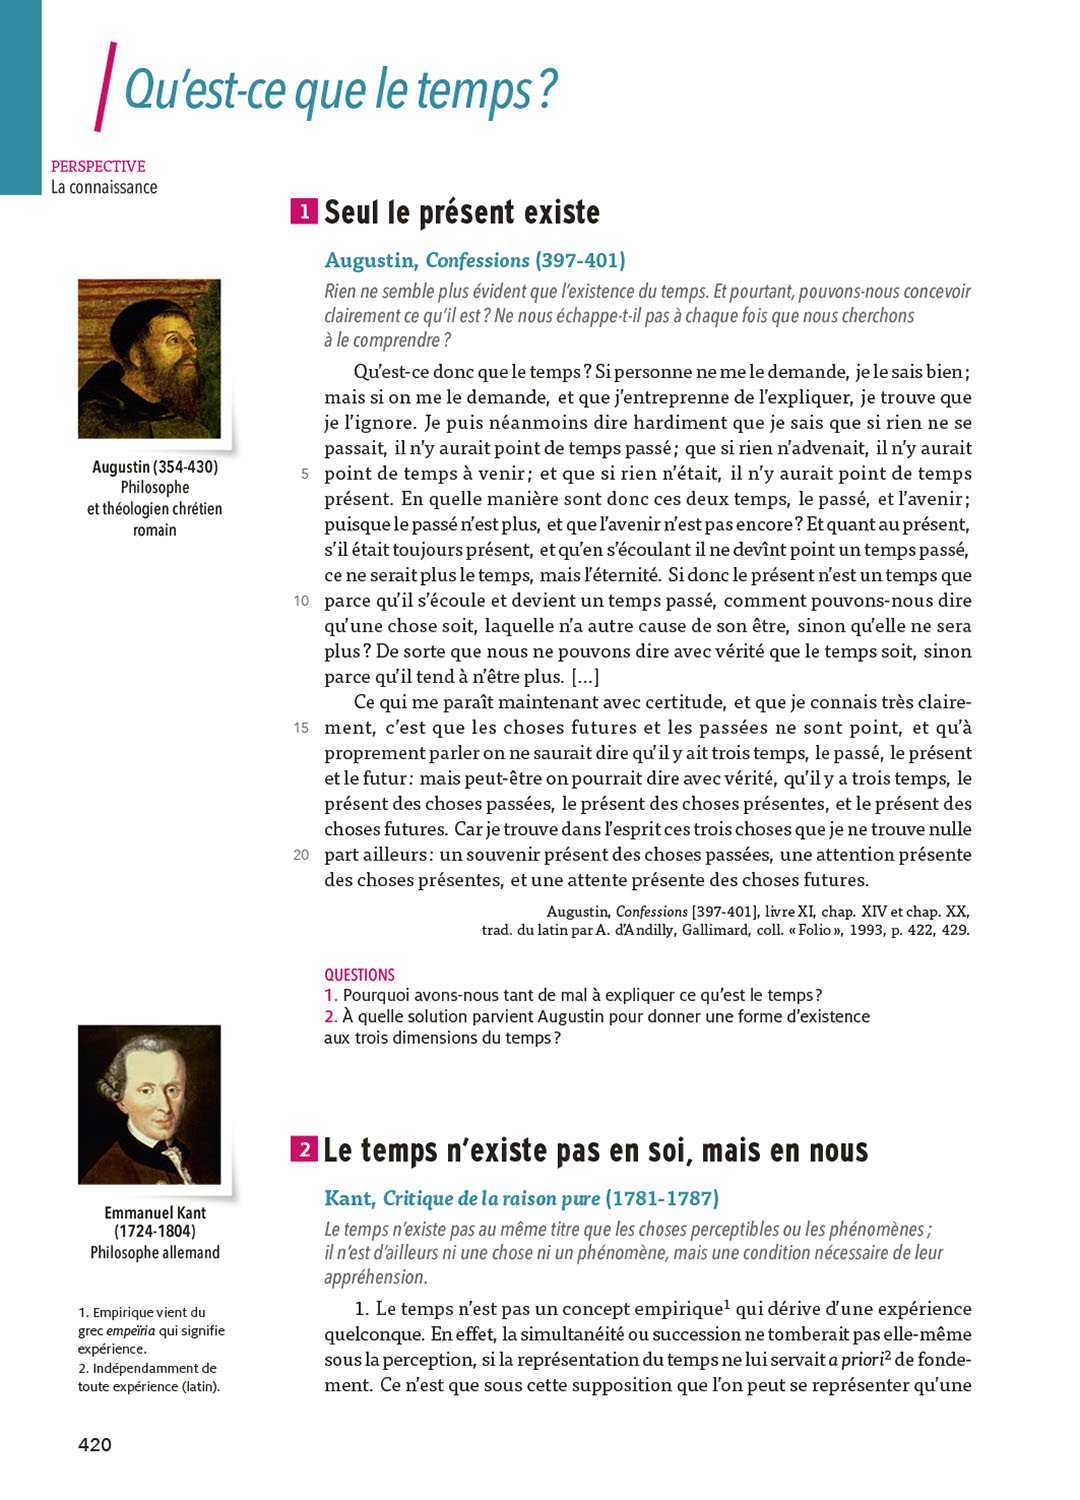 Qu'est-ce que le temps ?
PERSPECTIVE
La connaissance
1 Seul le présent existe
Augustin, Confessions (397-401)
Rien ne semble plus évident que l'existence du temps. Et pourtant, pouvons-nous concevoir
clairement ce qu'il est ? Ne nous échappe-t-il pas à chaque fois que nous cherchons
à le comprendre ?
Augustin (354-430)
Philosophe
et théologien chrétien
romain
Qu'est-ce donc que le temps ? Si personne ne me le demande, je le sais bien ;
mais si on me le demande, et que j'entreprenne de l'expliquer, je trouve que
je l'ignore. Je puis néanmoins dire hardiment que je sais que si rien ne se
passait, il n'y aurait point de temps passé ; que si rien n'advenait, il n'y aurait
5 point de temps à venir ; et que si rien n'était, il n'y aurait point de temps
présent. En quelle manière sont donc ces deux temps, le passé, et l'avenir ;
puisque le passé n'est plus, et que l'avenir n'est pas encore ? Et quant au présent,
s'il était toujours présent, et qu'en s'écoulant il ne devînt point un temps passé,
ce ne serait plus le temps, mais l'éternité. Si donc le présent n'est un temps que
10 parce qu'il s'écoule et devient un temps passé, comment pouvons-nous dire
qu'une chose soit, laquelle n'a autre cause de son être, sinon qu'elle ne sera
plus ? De sorte que nous ne pouvons dire avec vérité que le temps soit, sinon
parce qu'il tend à n'être plus. [...]
Ce qui me paraît maintenant avec certitude, et que je connais très claire-
15 ment, c'est que les choses futures et les passées ne sont point, et qu'à
proprement parler on ne saurait dire qu'il y ait trois temps, le passé, le présent
et le futur : mais peut-être on pourrait dire avec vérité, qu'il y a trois temps, le
présent des choses passées, le présent des choses présentes, et le présent des
choses futures. Car je trouve dans l'esprit ces trois choses que je ne trouve nulle
20 part ailleurs : un souvenir présent des choses passées, une attention présente
des choses présentes, et une attente présente des choses futures.
Augustin, Confessions [397-401], livre XI, chap. XIV et chap. XX,
trad. du latin par A. d'Andilly, Gallimard, coll. « Folio », 1993, p. 422, 429.
QUESTIONS
1. Pourquoi avons-nous tant de mal à expliquer ce qu'est le temps ?
2. À quelle solution parvient Augustin pour donner une forme d'existence
aux trois dimensions du temps ?
2 Le temps n'existe pas en soi, mais en nous
Kant, Critique de la raison pure (1781-1787)
Le temps n'existe pas au même titre que les choses perceptibles ou les phénomènes ;
il n'est d'ailleurs ni une chose ni un phénomène, mais une condition nécessaire de leur
appréhension.
Emmanuel Kant
(1724-1804)
Philosophe allemand
1. Le temps n'est pas un concept empirique1 qui dérive d'une expérience
quelconque. En effet, la simultanéité ou succession ne tomberait pas elle-même
sous la perception, si la représentation du temps ne lui servait a priori2 de fonde-
ment. Ce n'est que sous cette supposition que l'on peut se représenter qu'une
1. Empirique vient du
grec empeïria qui signifie
expérience.
2. Indépendamment de
toute expérience (latin).
420